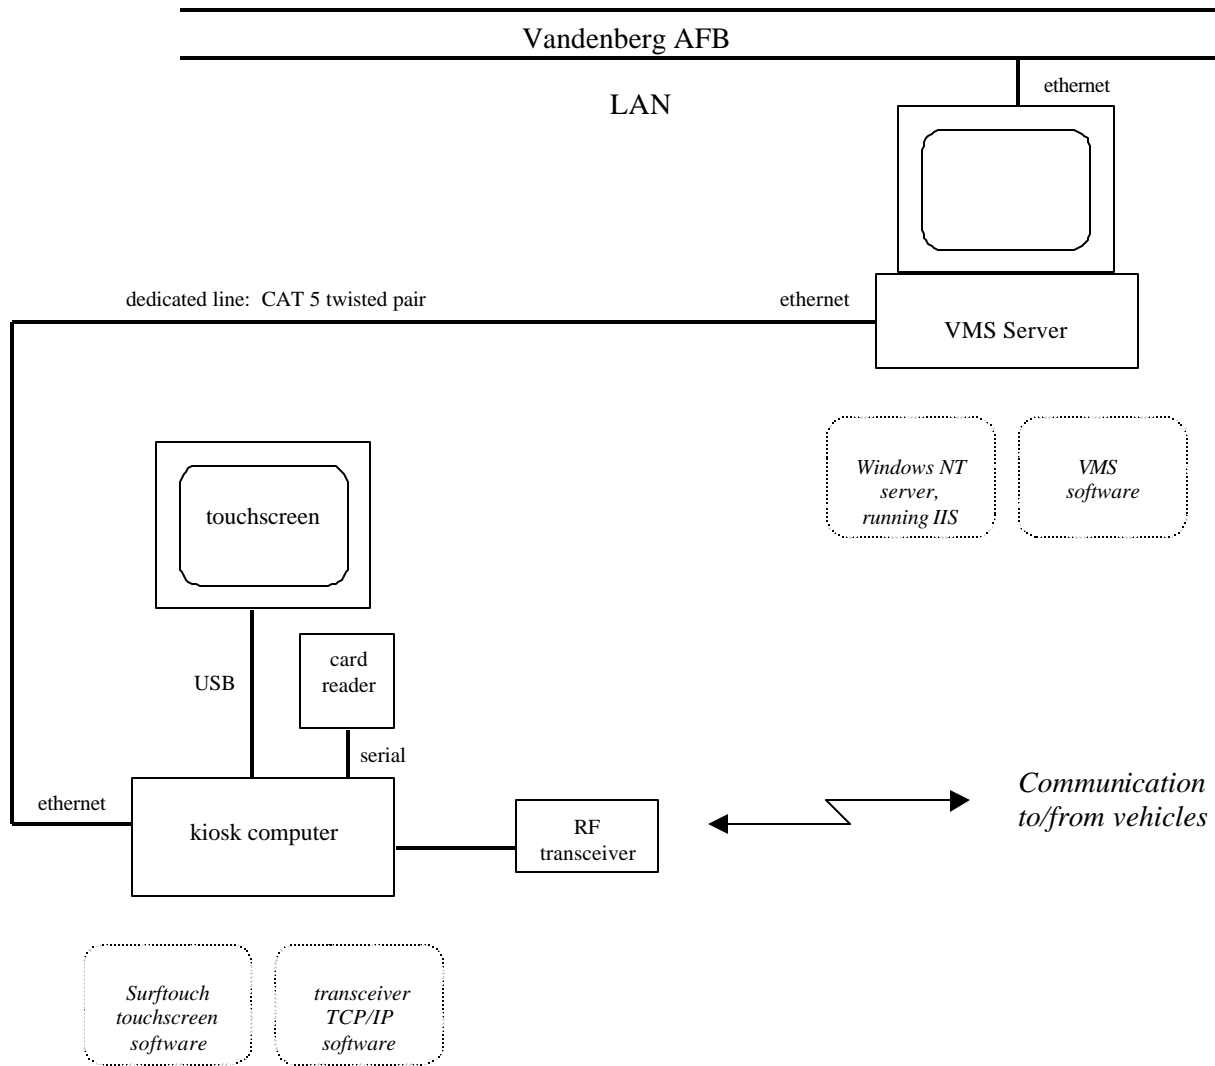 Vandenberg AFB
LAN
ethernet
dedicated line:  CAT 5 twisted pair
ethernet
VMS Server
Windows NT
server,
running IIS
VMS
software
touchscreen
card
reader
USB
serial
ethernet
kiosk computer
RF
transceiver
Communication
to/from vehicles
Surftouch
touchscreen
software
transceiver
TCP/IP
software